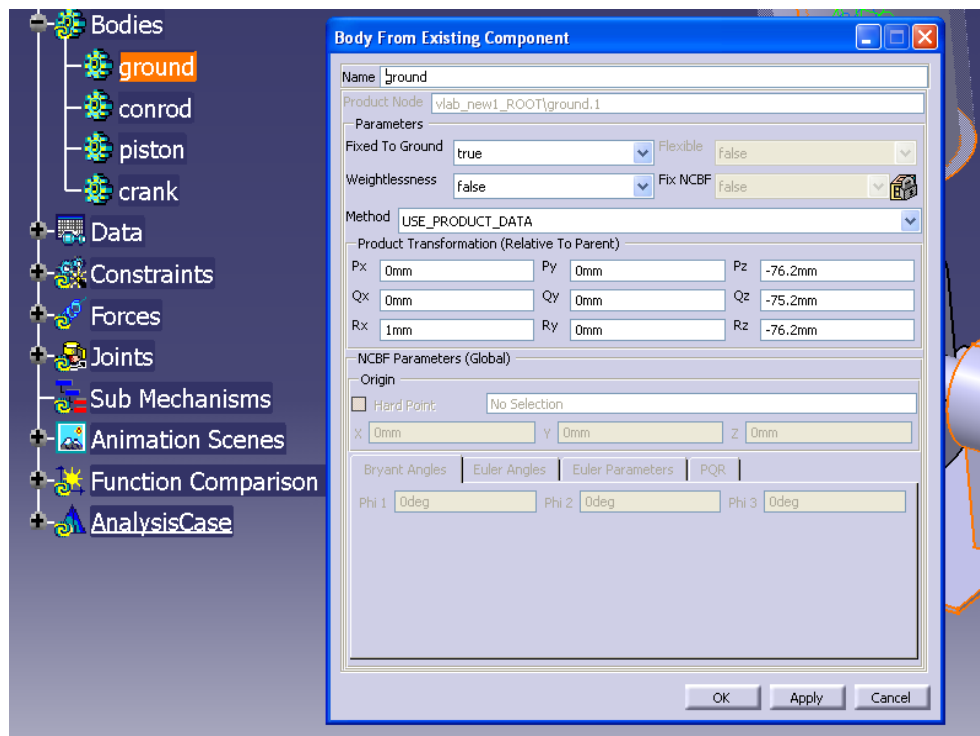 Bodies
ground
conrod
piston
crank
Data
Constraints
Forces
Joints
Sub Mechanisms
Animation Scenes
Function Comparison
AnalysisCase
Body From Existing Component
Name ground
Product Node vlab_new1_ROOT\ground.1
Parameters
Fixed To Ground true Flexible false
Weightlessness false Fix NCBF false
Method USE_PRODUCT_DATA
Product Transformation (Relative To Parent)
Px 0mm Py 0mm Pz -76.2mm
Qx 0mm Qy 0mm Qz -75.2mm
Rx 1mm Ry 0mm Rz -76.2mm
NCBF Parameters (Global)
Origin
Hard Point No Selection
X 0mm Y 0mm Z 0mm
Bryant Angles Euler Angles Euler Parameters PQR
Phi 1 0deg Phi 2 0deg Phi 3 0deg
OK Apply Cancel